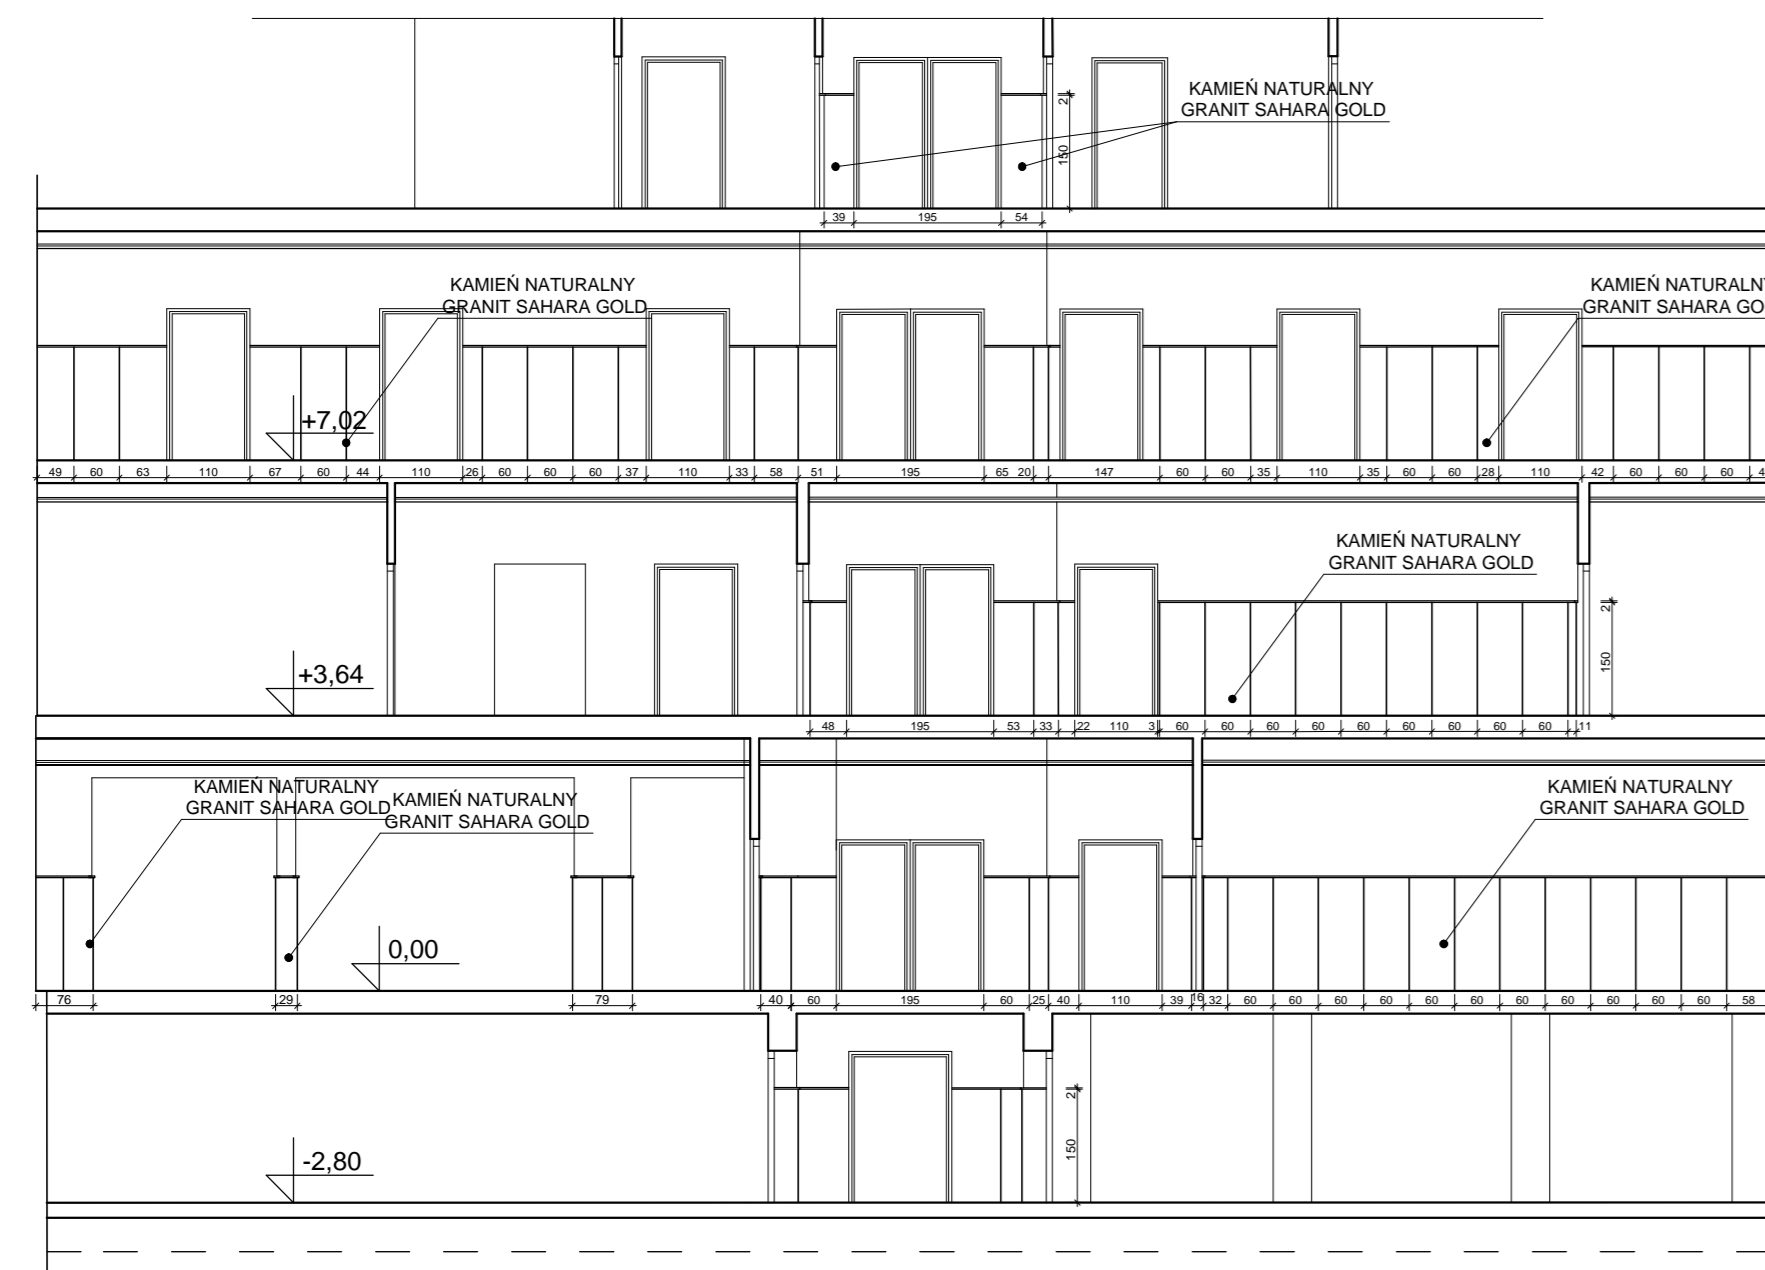 KAMIEŃ NATURALNY
GRANIT SAHARA GOLD
2
150
39 195 54
KAMIEŃ NATURALNY
GRANIT SAHARA GOLD
KAMIEŃ NATURALNY
GRANIT SAHARA GO
+7,02
49 60 63 110 67 60 44 110 26 60 60 60 37 110 33 58 51 195 65 20 147 60 60 35 110 35 60 60 28 110 42 60 60 60 4
KAMIEŃ NATURALNY
GRANIT SAHARA GOLD
2
150
+3,64
48 195 53 33 22 110 3 60 60 60 60 60 60 60 60 60 11
KAMIEŃ NATURALNY
GRANIT SAHARA GOLD
KAMIEŃ NATURALNY
GRANIT SAHARA GOLD
KAMIEŃ NATURALNY
GRANIT SAHARA GOLD
0,00
76 29 79 40 60 195 60 25 40 110 39 16 32 60 60 60 60 60 60 60 60 60 60 60 58
2
150
-2,80